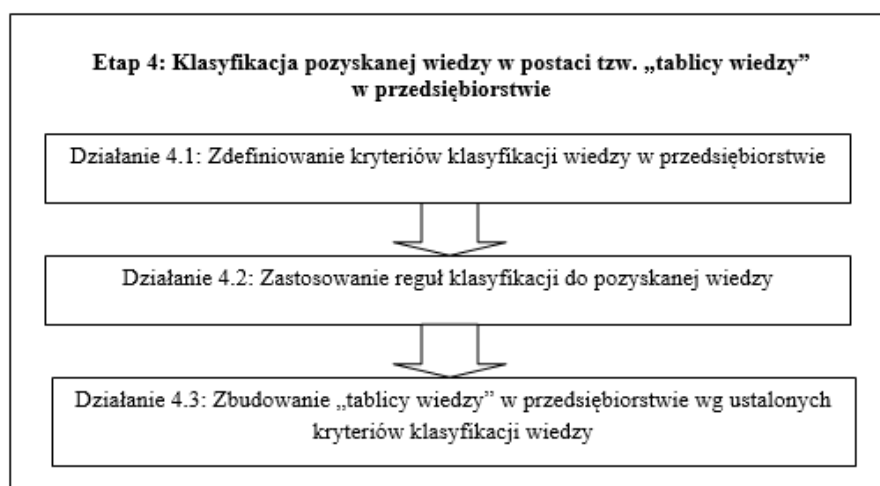 Etap 4: Klasyfikacja pozyskanej wiedzy w postaci tzw. „tablicy wiedzy”
w przedsiębiorstwie
Działanie 4.1: Zdefiniowanie kryteriów klasyfikacji wiedzy w przedsiębiorstwie
Działanie 4.2: Zastosowanie reguł klasyfikacji do pozyskanej wiedzy
Działanie 4.3: Zbudowanie „tablicy wiedzy” w przedsiębiorstwie wg ustalonych
kryteriów klasyfikacji wiedzy